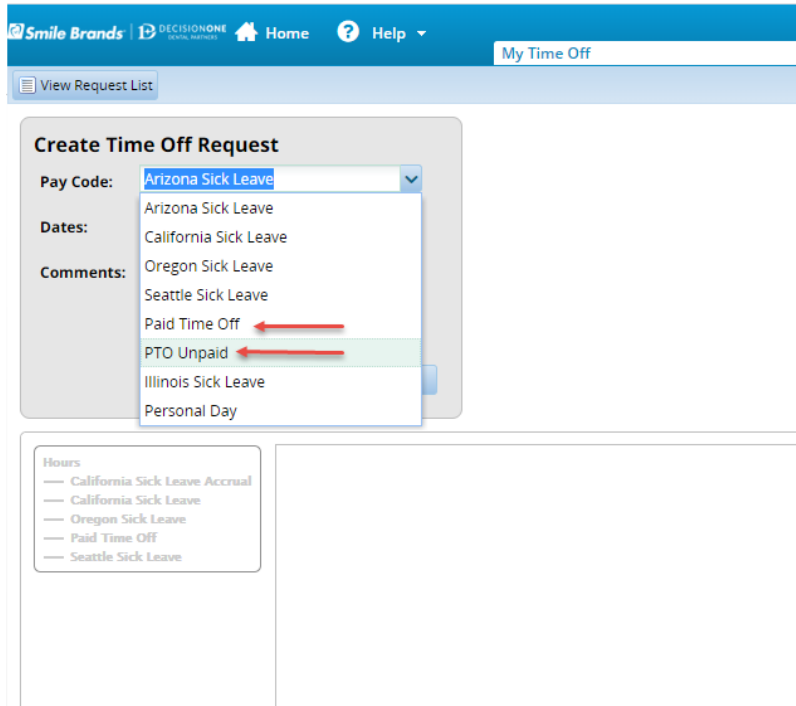 Smile Brands | DECISIONONE DENTAL PARTNERS Home ? Help
My Time Off
View Request List
Create Time Off Request
Pay Code: Arizona Sick Leave
Arizona Sick Leave
Dates:
California Sick Leave
Comments:
Oregon Sick Leave
Seattle Sick Leave
Paid Time Off
PTO Unpaid
Illinois Sick Leave
Personal Day
Hours
California Sick Leave Accrual
California Sick Leave
Oregon Sick Leave
Paid Time Off
Seattle Sick Leave